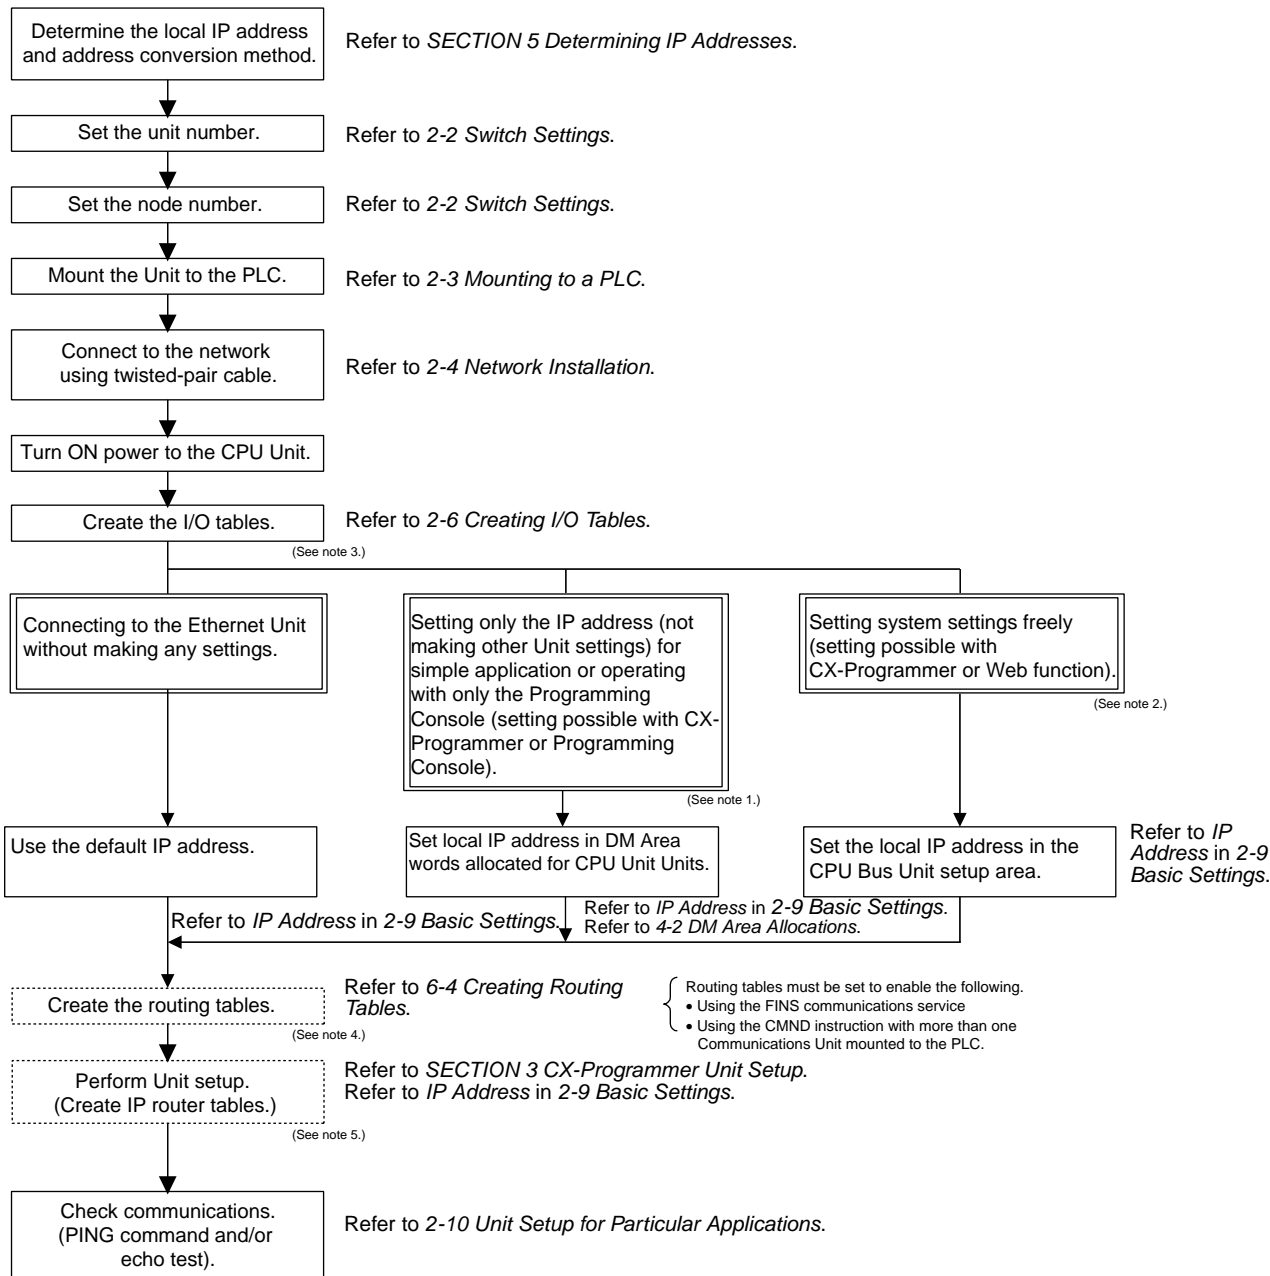 Determine the local IP address
and address conversion method.
Refer to SECTION 5 Determining IP Addresses.
Set the unit number.
Refer to 2-2 Switch Settings.
Set the node number.
Refer to 2-2 Switch Settings.
Mount the Unit to the PLC.
Refer to 2-3 Mounting to a PLC.
Connect to the network
using twisted-pair cable.
Refer to 2-4 Network Installation.
Turn ON power to the CPU Unit.
Create the I/O tables.
Refer to 2-6 Creating I/O Tables.
(See note 3.)
Connecting to the Ethernet Unit
without making any settings.
Setting only the IP address (not
making other Unit settings) for
simple application or operating
with only the Programming
Console (setting possible with CX-
Programmer or Programming
Console).
(See note 1.)
Setting system settings freely
(setting possible with
CX-Programmer or Web function).
(See note 2.)
Use the default IP address.
Set local IP address in DM Area
words allocated for CPU Unit Units.
Set the local IP address in the
CPU Bus Unit setup area.
Refer to IP
Address in 2-9
Basic Settings.
Refer to IP Address in 2-9 Basic Settings.
Refer to IP Address in 2-9 Basic Settings.
Refer to 4-2 DM Area Allocations.
Create the routing tables.
(See note 4.)
Refer to 6-4 Creating Routing
Tables.
Routing tables must be set to enable the following.
• Using the FINS communications service
• Using the CMND instruction with more than one
Communications Unit mounted to the PLC.
Perform Unit setup.
(Create IP router tables.)
(See note 5.)
Refer to SECTION 3 CX-Programmer Unit Setup.
Refer to IP Address in 2-9 Basic Settings.
Check communications.
(PING command and/or
echo test).
Refer to 2-10 Unit Setup for Particular Applications.